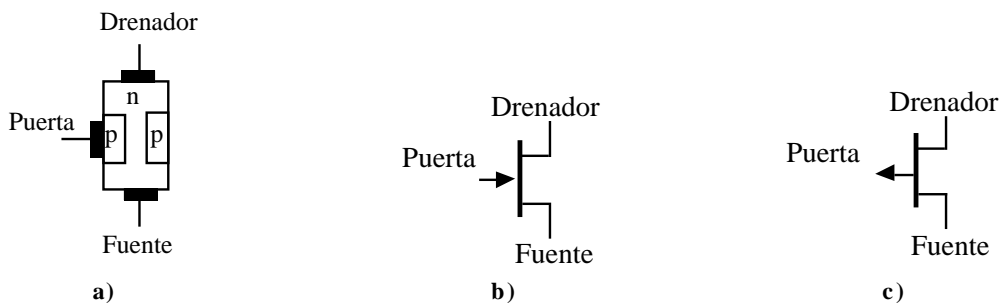 Drenador
n
Puerta
p
p
Fuente
a)
Drenador
Puerta
Fuente
b)
Drenador
Puerta
Fuente
c)